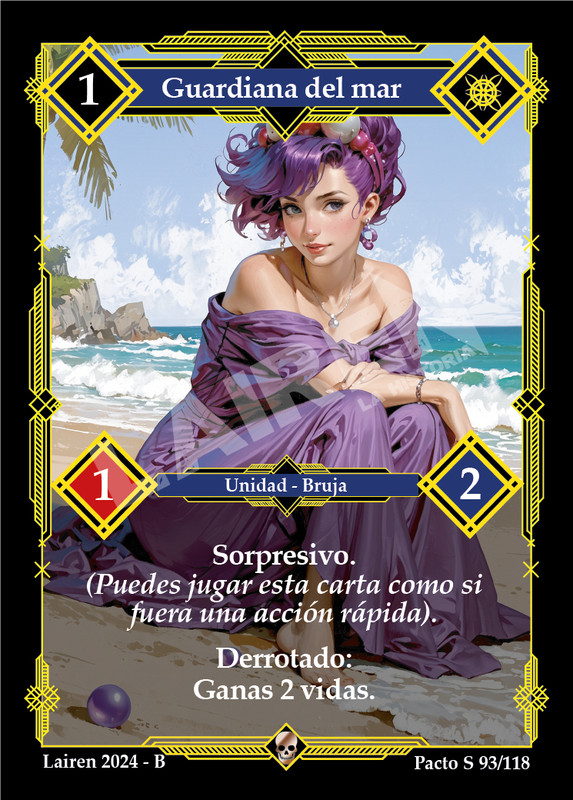 1
Guardiana del mar
1
Unidad - Bruja
2
Sorpresivo.
(Puedes jugar esta carta como si
fuera una acción rápida).
Derrotado:
Ganas 2 vidas.
Lairen 2024 - B
Pacto S 93/118